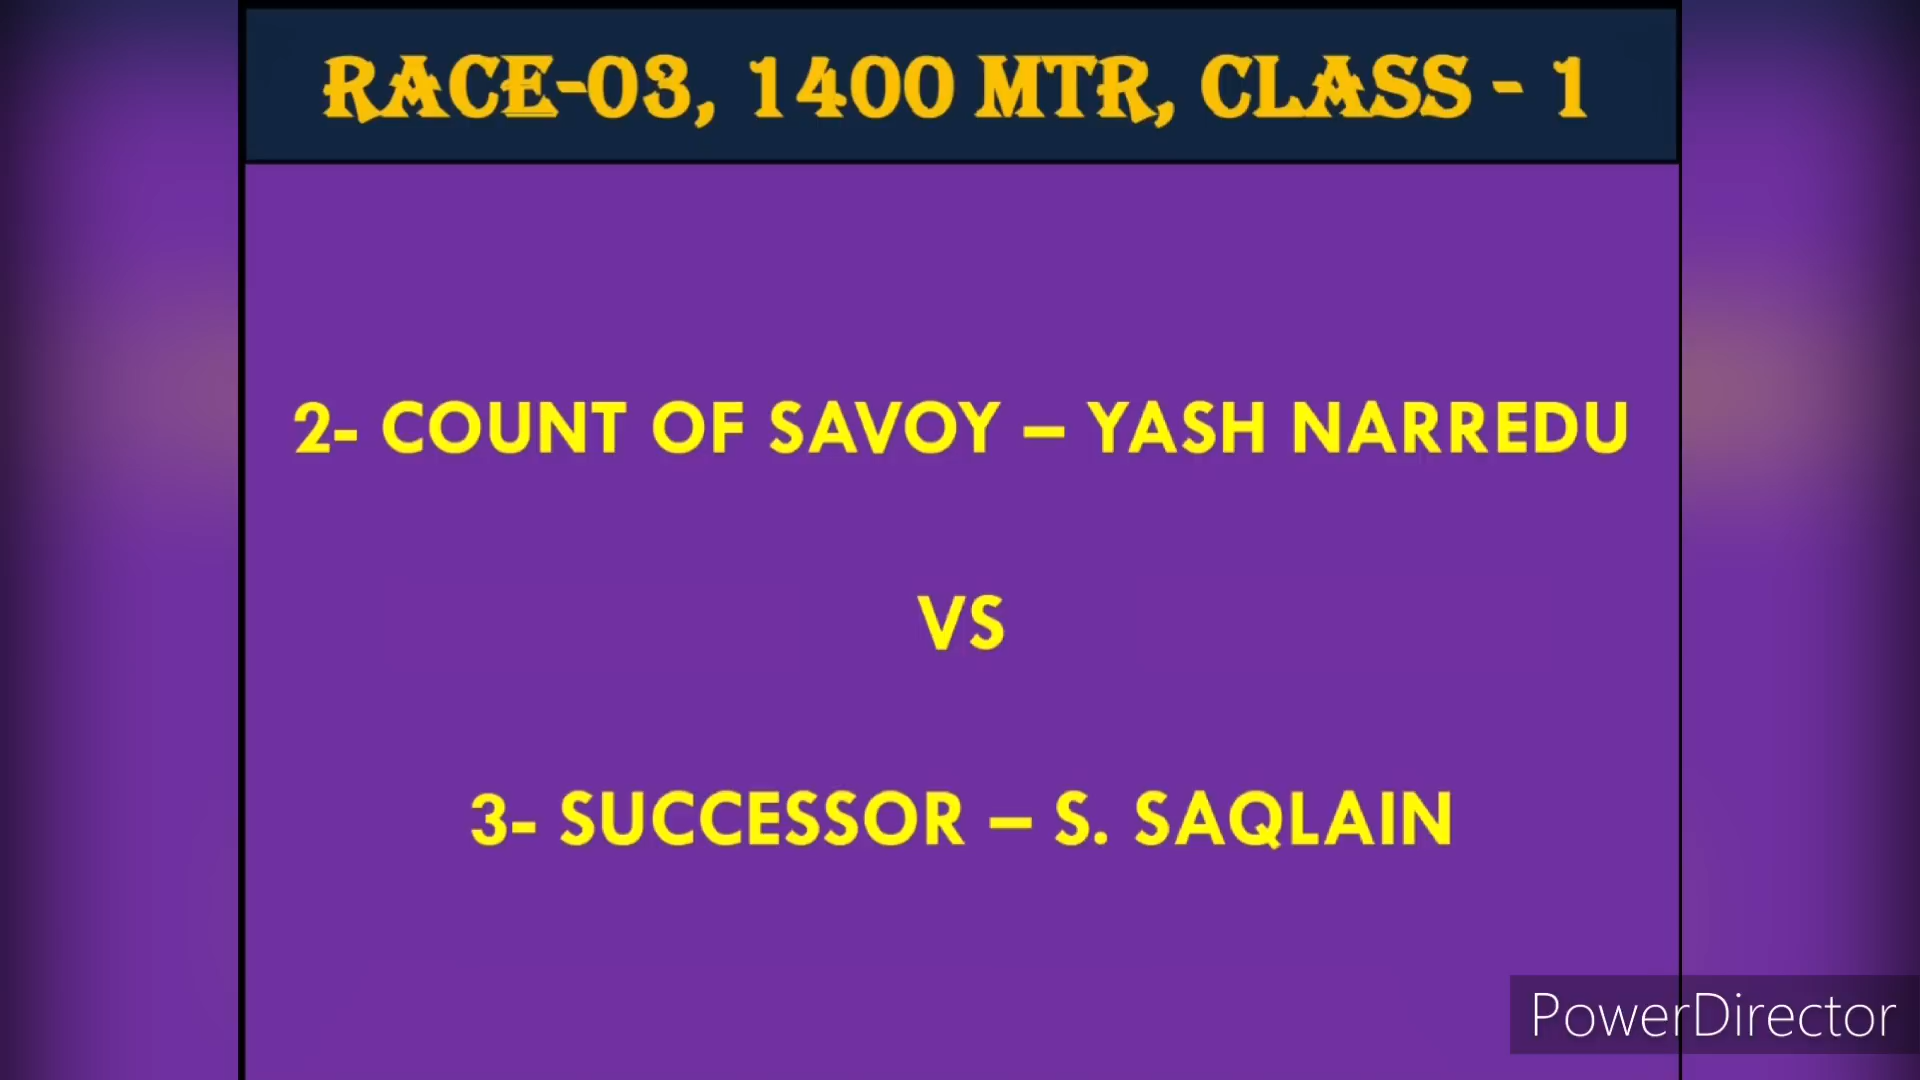 RACE-03, 1400 MTR, CLASS - 1
2- COUNT OF SAVOY – YASH NARREDU
VS
3- SUCCESSOR – S. SAQLAIN
PowerDirector